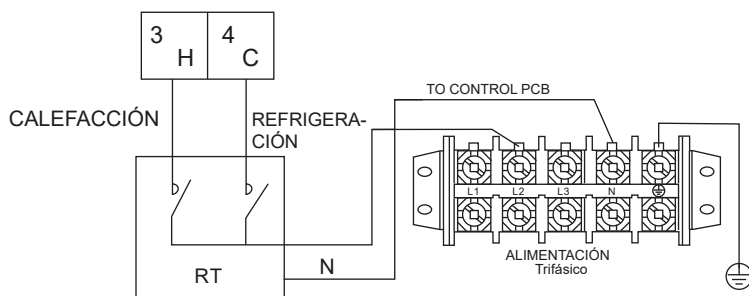 3 H
4 C
CALEFACCIÓN
REFRIGERA-
CIÓN
TO CONTROL PCB
L1 L2 L3 N
ALIMENTACIÓN
Trifásico
RT
N